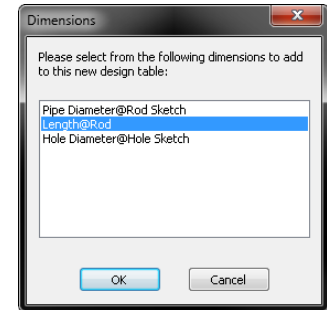 Dimensions
Please select from the following dimensions to add
to this new design table:
Pipe Diameter@Rod Sketch
Length@Rod
Hole Diameter@Hole Sketch
OK
Cancel